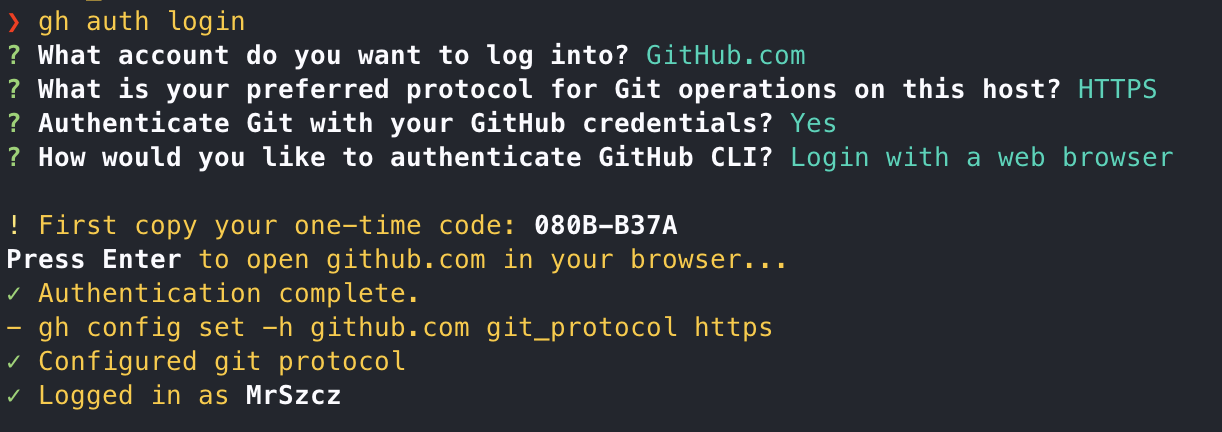 ❯ gh auth login
? What account do you want to log into? GitHub.com
? What is your preferred protocol for Git operations on this host? HTTPS
? Authenticate Git with your GitHub credentials? Yes
? How would you like to authenticate GitHub CLI? Login with a web browser
! First copy your one-time code: 080B-B37A
Press Enter to open github.com in your browser...
✓ Authentication complete.
- gh config set -h github.com git_protocol https
✓ Configured git protocol
✓ Logged in as MrSzcz